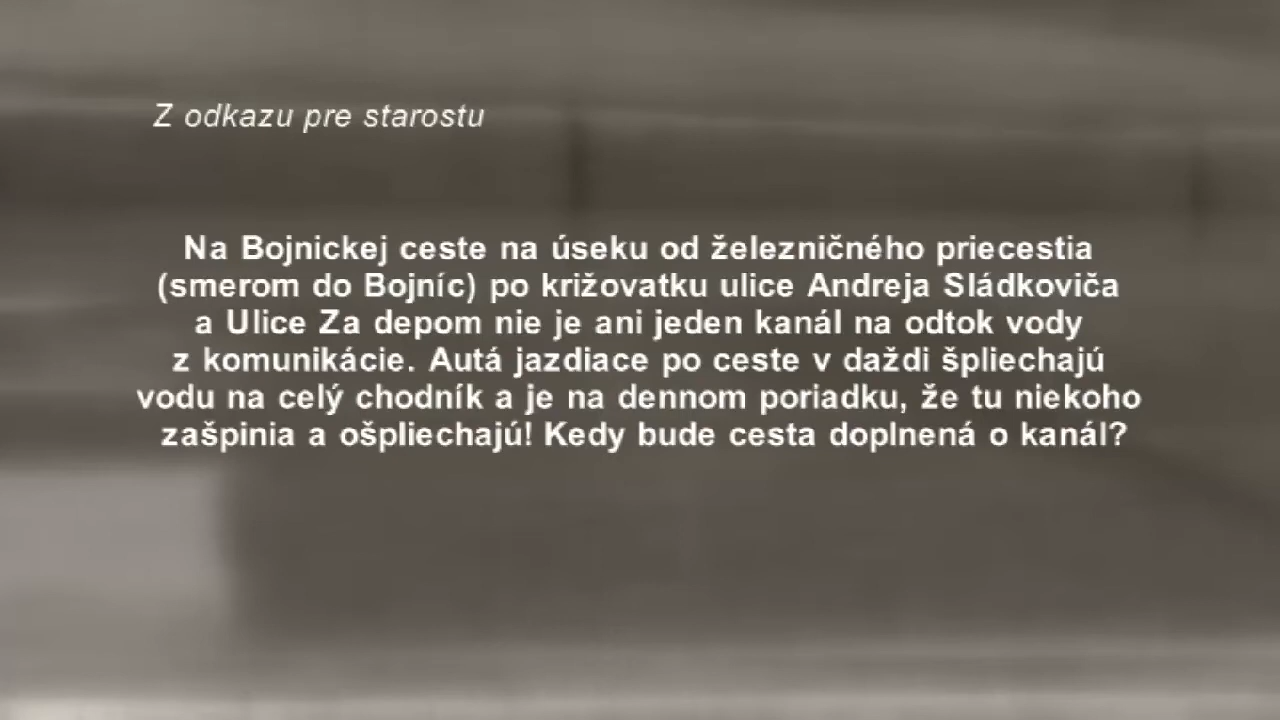 Z odkazu pre starostu
Na Bojnickej ceste na úseku od železničného priecestia
(smerom do Bojníc) po križovatku ulice Andreja Sládkoviča
a Ulice Za depom nie je ani jeden kanál na odtok vody
z komunikácie. Autá jazdiace po ceste v daždi špliechajú
vodu na celý chodník a je na dennom poriadku, že tu niekoho
zašpinia a ošpliechajú! Kedy bude cesta doplnená o kanál?